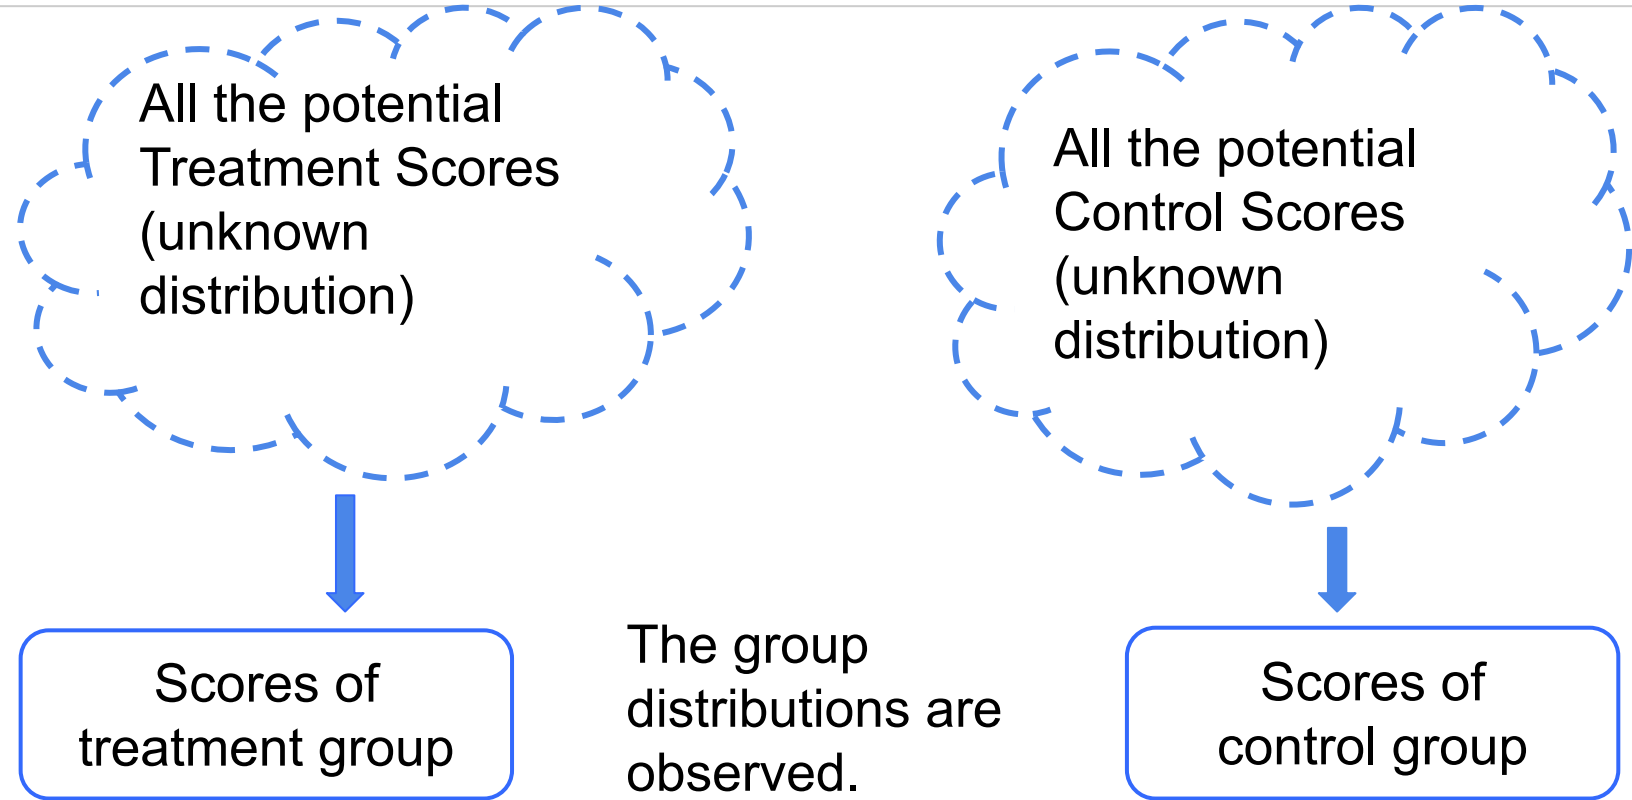 All the potential
Treatment Scores
(unknown
distribution)
All the potential
Control Scores
(unknown
distribution)
Scores of
treatment group
The group
distributions are
observed.
Scores of
control group